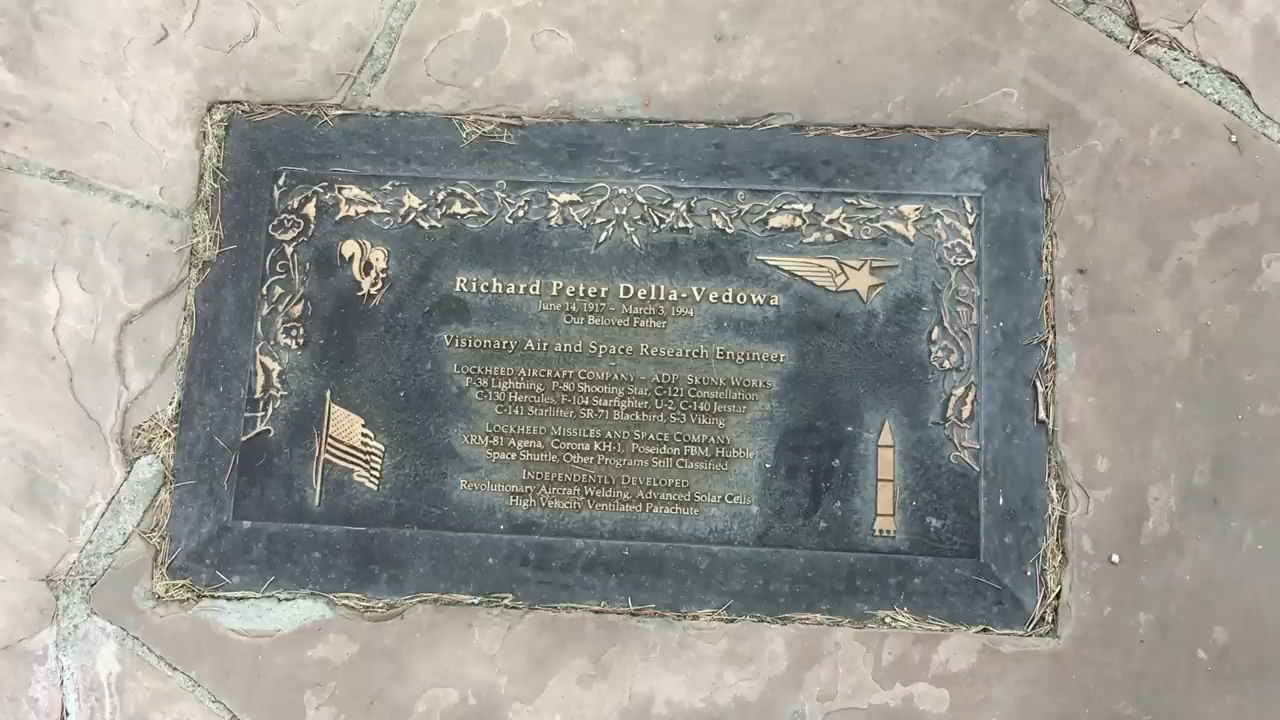 Richard Peter Della-Vedowa
June 14, 1917 ~ March 3, 1994
Our Beloved Father
Visionary Air and Space Research Engineer
Lockheed Aircraft Company ~ ADP Skunk Works
P-38 Lightning, P-80 Shooting Star, C-121 Constellation
C-130 Hercules, F-104 Starfighter, U-2, C-140 Jetstar
C-141 Starlifter, SR-71 Blackbird, S-3 Viking
Lockheed Missiles and Space Company
XRM-81 Agena, Corona KH-1, Poseidon FBM, Hubble
Space Shuttle, Other Programs Still Classified
Independently Developed
Revolutionary Aircraft Welding, Advanced Solar Cells
High Velocity Ventilated Parachute